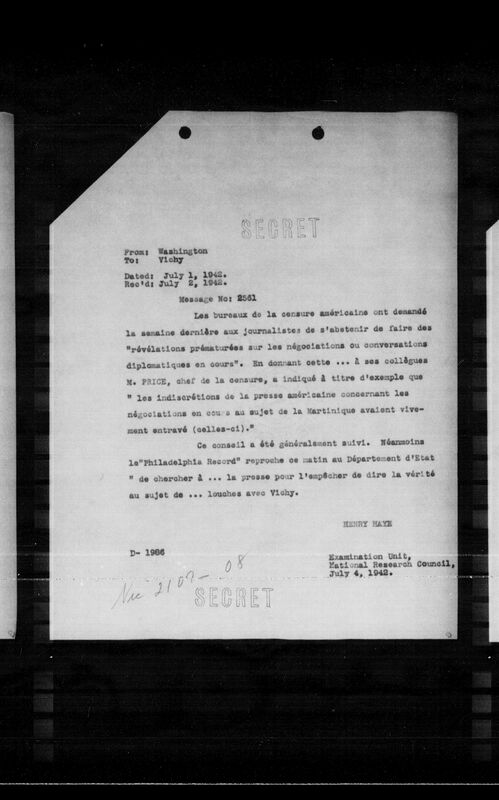 SECRET
From: Washington
To: Vichy
Dated: July 1, 1942.
Rec'd: July 2, 1942.
Message No: 2561
Les bureaux de la censure américaine ont demandé
la semaine dernière aux journalistes de s'abstenir de faire des
"révélations prématurées sur les négociations ou conversations
diplomatiques en cours". En donnant cette ... à ses collègues
M. PRICE, chef de la censure, a indiqué à titre d'exemple que
" les indiscrétions de la presse américaine concernant les
négociations en cours au sujet de la Martinique avaient vive-
ment entravé (celles-ci)."
Ce conseil a été généralement suivi. Néanmoins
le"Philadelphia Record" reproche ce matin au Département d'Etat
" de chercher à ... la presse pour l'empêcher de dire la vérité
au sujet de ... louches avec Vichy.
HENRY HAYE
D- 1986
Examination Unit,
National Research Council,
July 4, 1942.
2107- 08
SECRET